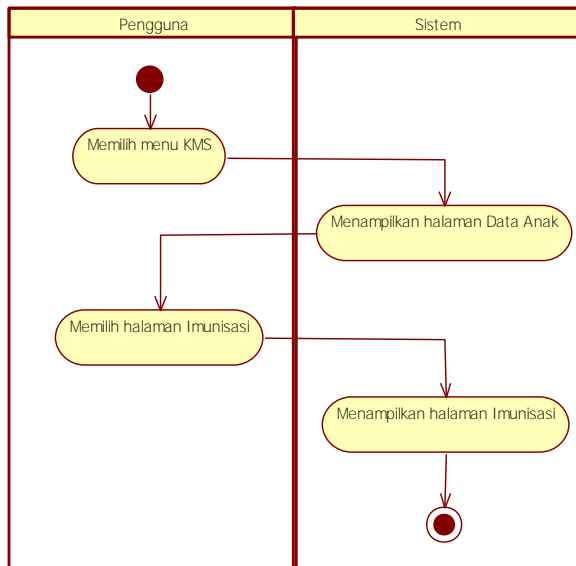 Pengguna
Sistem
Memilih menu KMS
Menampilkan halaman Data Anak
Memilih halaman Imunisasi
Menampilkan halaman Imunisasi